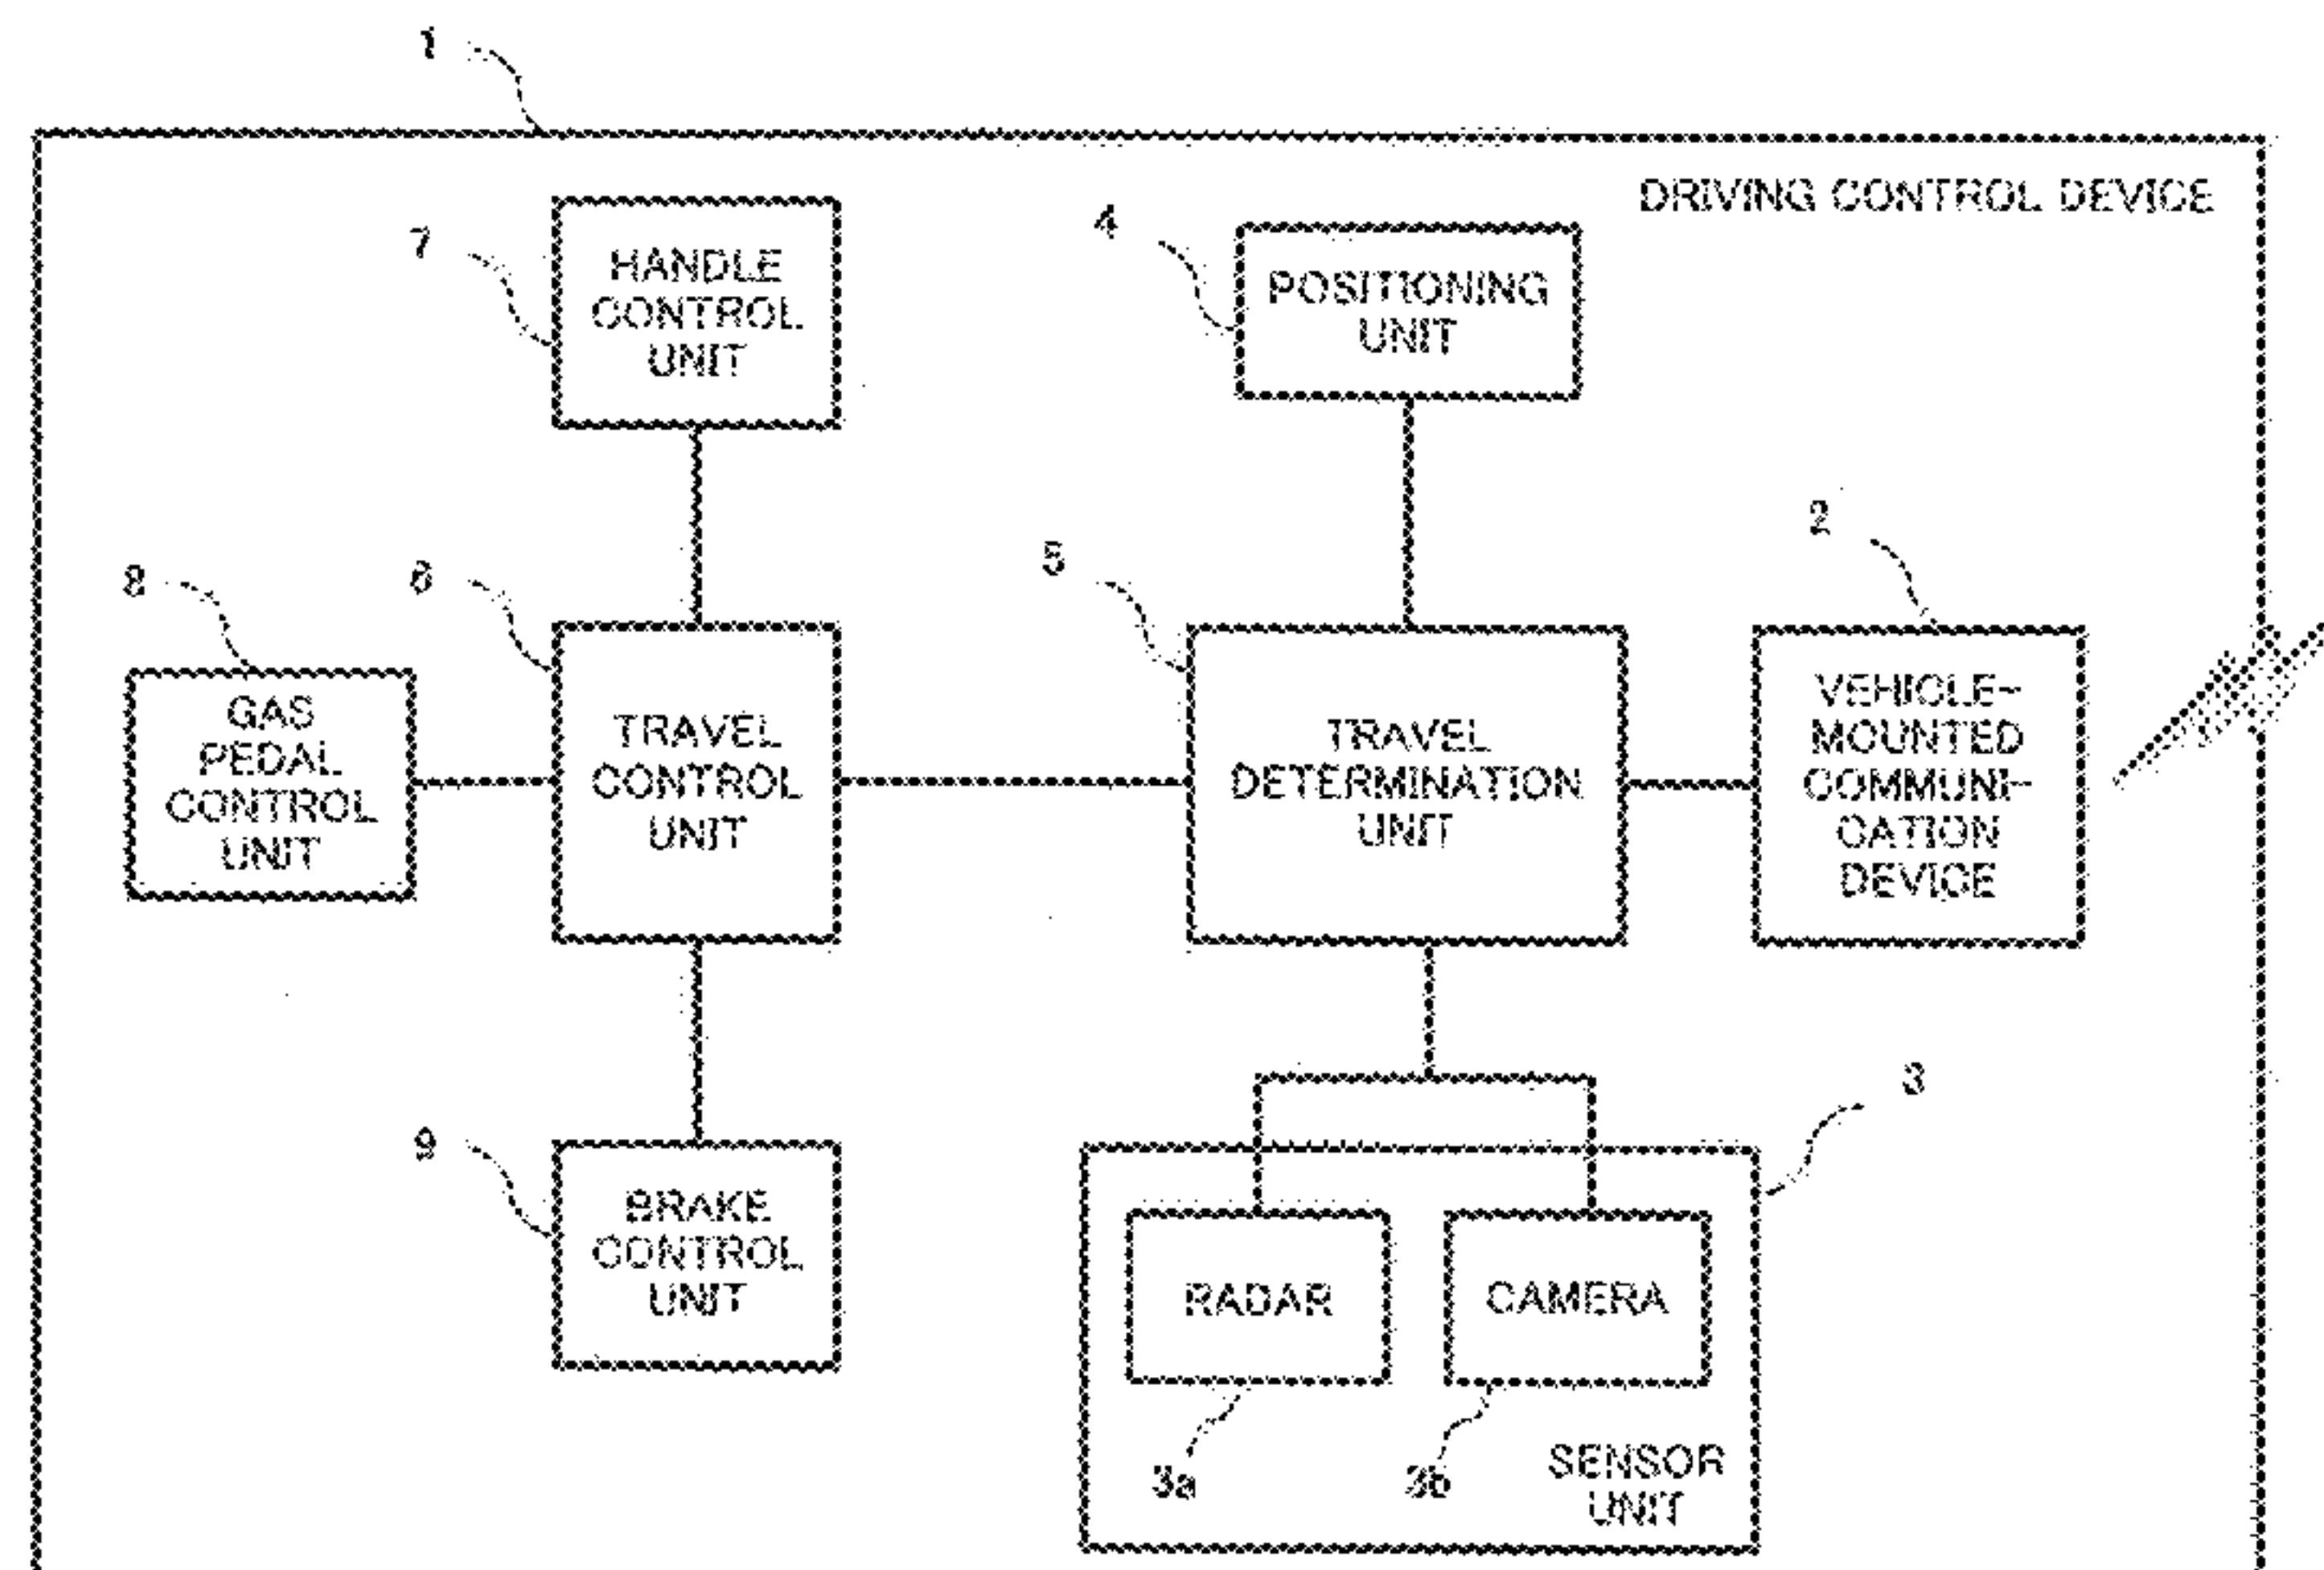 1
DRIVING CONTROL DEVICE
7
HANDLE
CONTROL
UNIT
4
POSITIONING
UNIT
8
GAS
PEDAL
CONTROL
UNIT
6
TRAVEL
CONTROL
UNIT
5
TRAVEL
DETERMINATION
UNIT
2
VEHICLE-
MOUNTED
COMMUNI-
CATION
DEVICE
9
BRAKE
CONTROL
UNIT
3
RADAR
CAMERA
3a
3b
SENSOR
UNIT